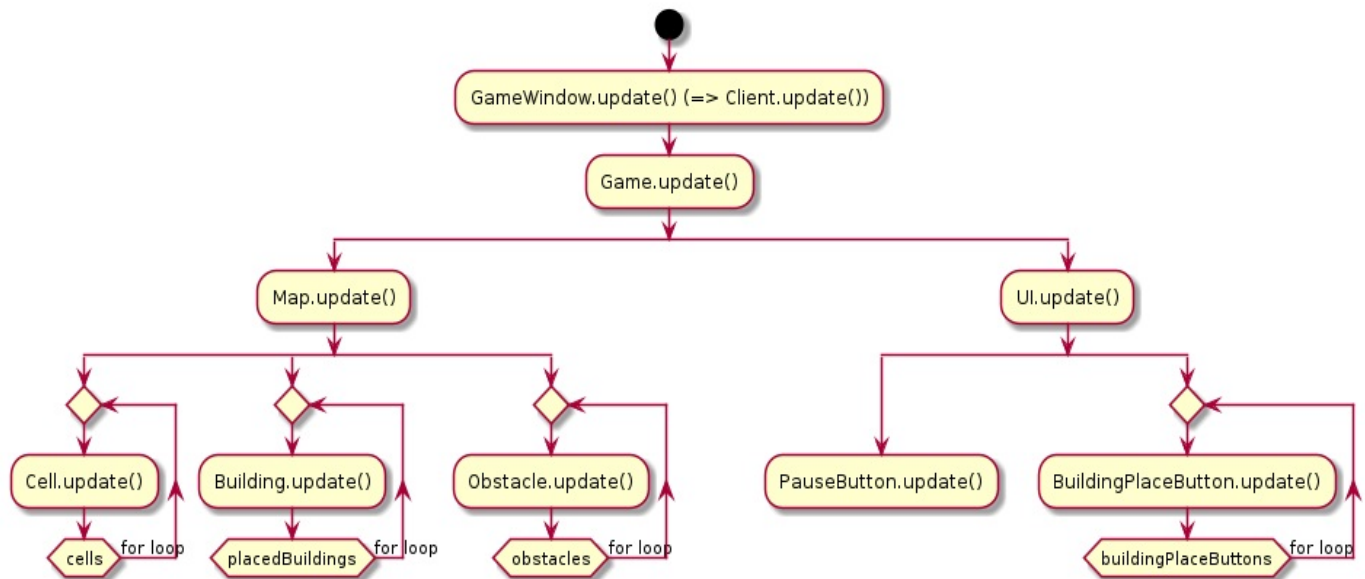 GameWindow.update() (=> Client.update())
Game.update()
Map.update()
UI.update()
Cell.update()
Building.update()
Obstacle.update()
PauseButton.update()
BuildingPlaceButton.update()
cells
for loop
placedBuildings
for loop
obstacles
for loop
buildingPlaceButtons
for loop